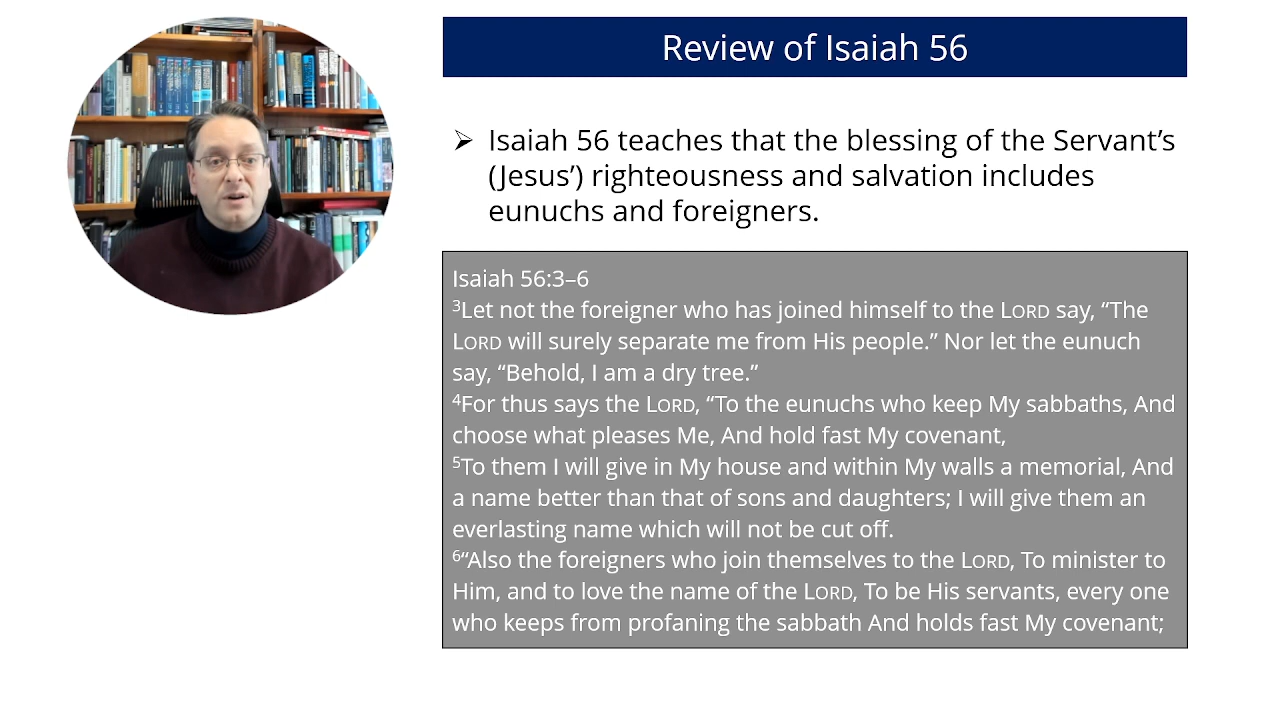 Review of Isaiah 56
➢ Isaiah 56 teaches that the blessing of the Servant’s
(Jesus’) righteousness and salvation includes
eunuchs and foreigners.
Isaiah 56:3–6
³Let not the foreigner who has joined himself to the LORD say, “The
LORD will surely separate me from His people.” Nor let the eunuch
say, “Behold, I am a dry tree.”
⁴For thus says the LORD, “To the eunuchs who keep My sabbaths, And
choose what pleases Me, And hold fast My covenant,
⁵To them I will give in My house and within My walls a memorial, And
a name better than that of sons and daughters; I will give them an
everlasting name which will not be cut off.
⁶“Also the foreigners who join themselves to the LORD, To minister to
Him, and to love the name of the LORD, To be His servants, every one
who keeps from profaning the sabbath And holds fast My covenant;